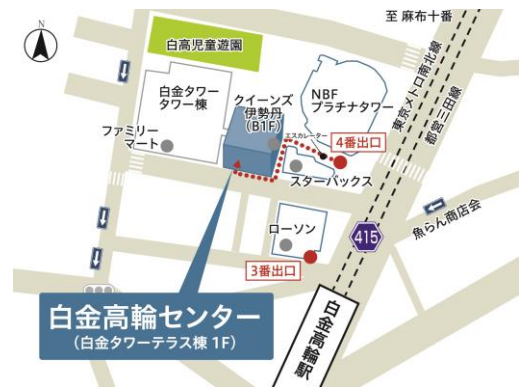 至 麻布十番
N
白高児童遊園
白金タワー
タワー棟
クイーンズ
伊勢丹
(B1F)
NBF
プラチナタワー
東京メトロ南北線
都営三田線
エスカレーター
4番出口
ファミリー
マート
スターバックス
ローソン
415
魚らん商店会
3番出口
白金高輪センター
(白金タワーテラス棟 1F)
白金高輪駅